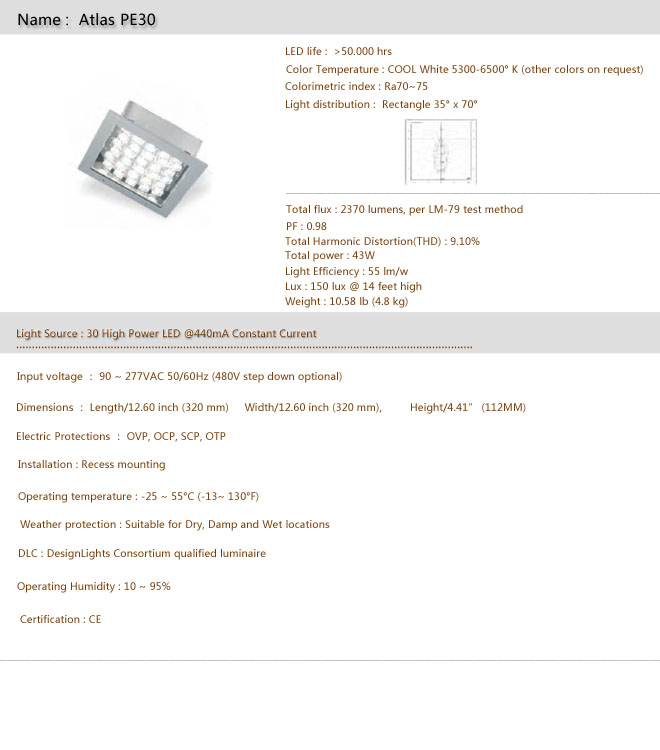 Name : Atlas PE30
LED life : >50.000 hrs
Color Temperature : COOL White 5300-6500° K (other colors on request)
Colorimetric index : Ra70~75
Light distribution : Rectangle 35° x 70°
Total flux : 2370 lumens, per LM-79 test method
PF : 0.98
Total Harmonic Distortion(THD) : 9.10%
Total power : 43W
Light Efficiency : 55 lm/w
Lux : 150 lux @ 14 feet high
Weight : 10.58 lb (4.8 kg)
Light Source : 30 High Power LED @440mA Constant Current
Input voltage : 90 ~ 277VAC 50/60Hz (480V step down optional)
Dimensions : Length/12.60 inch (320 mm) Width/12.60 inch (320 mm), Height/4.41" (112MM)
Electric Protections : OVP, OCP, SCP, OTP
Installation : Recess mounting
Operating temperature : -25 ~ 55°C (-13~ 130°F)
Weather protection : Suitable for Dry, Damp and Wet locations
DLC : DesignLights Consortium qualified luminaire
Operating Humidity : 10 ~ 95%
Certification : CE